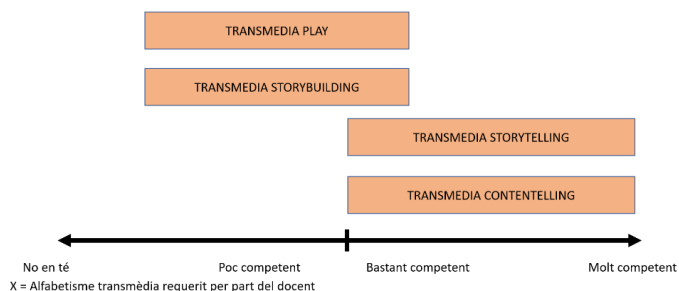 TRANSMEDIA PLAY
TRANSMEDIA STORYBUILDING
TRANSMEDIA STORYTELLING
TRANSMEDIA CONTENTELLING
No en té Poc competent Bastant competent Molt competent
X = Alfabetisme transmèdia requerit per part del docent